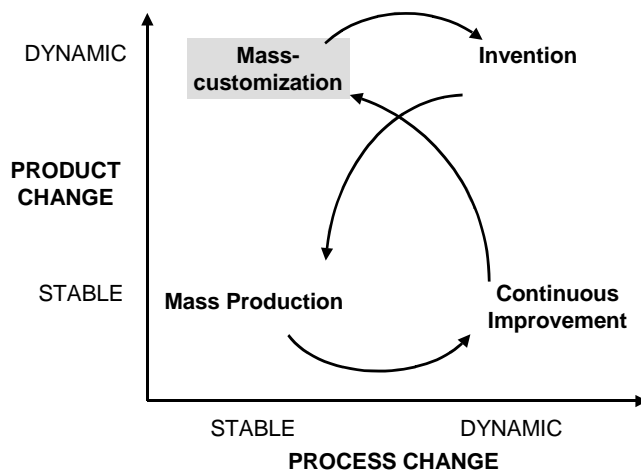 DYNAMIC
Mass-
customization
Invention
PRODUCT
CHANGE
STABLE
Mass Production
Continuous
Improvement
STABLE
DYNAMIC
PROCESS CHANGE